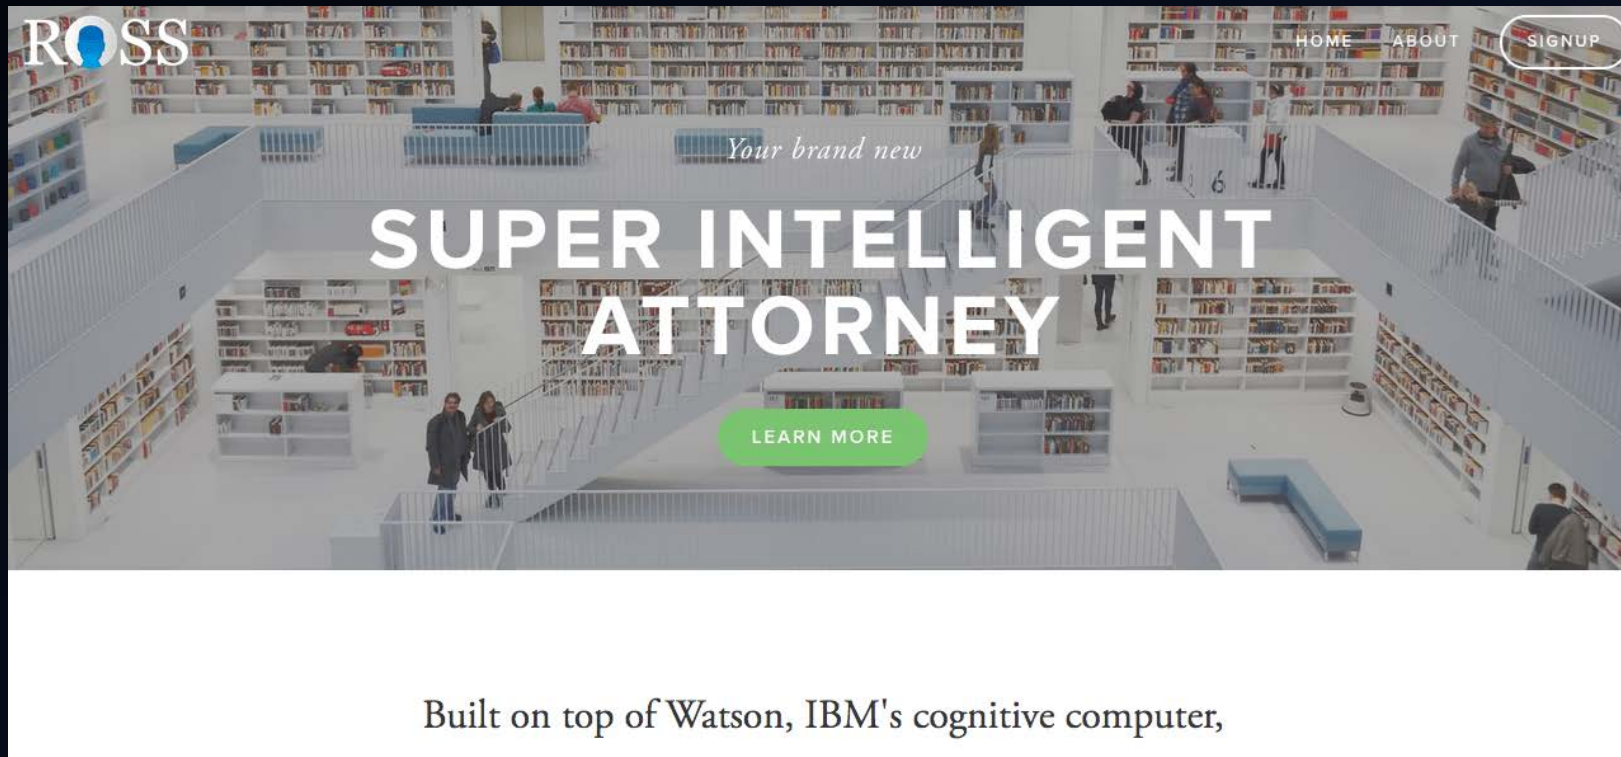 ROSS
HOME ABOUT SIGNUP
Your brand new
SUPER INTELLIGENT
ATTORNEY
LEARN MORE
Built on top of Watson, IBM's cognitive computer,